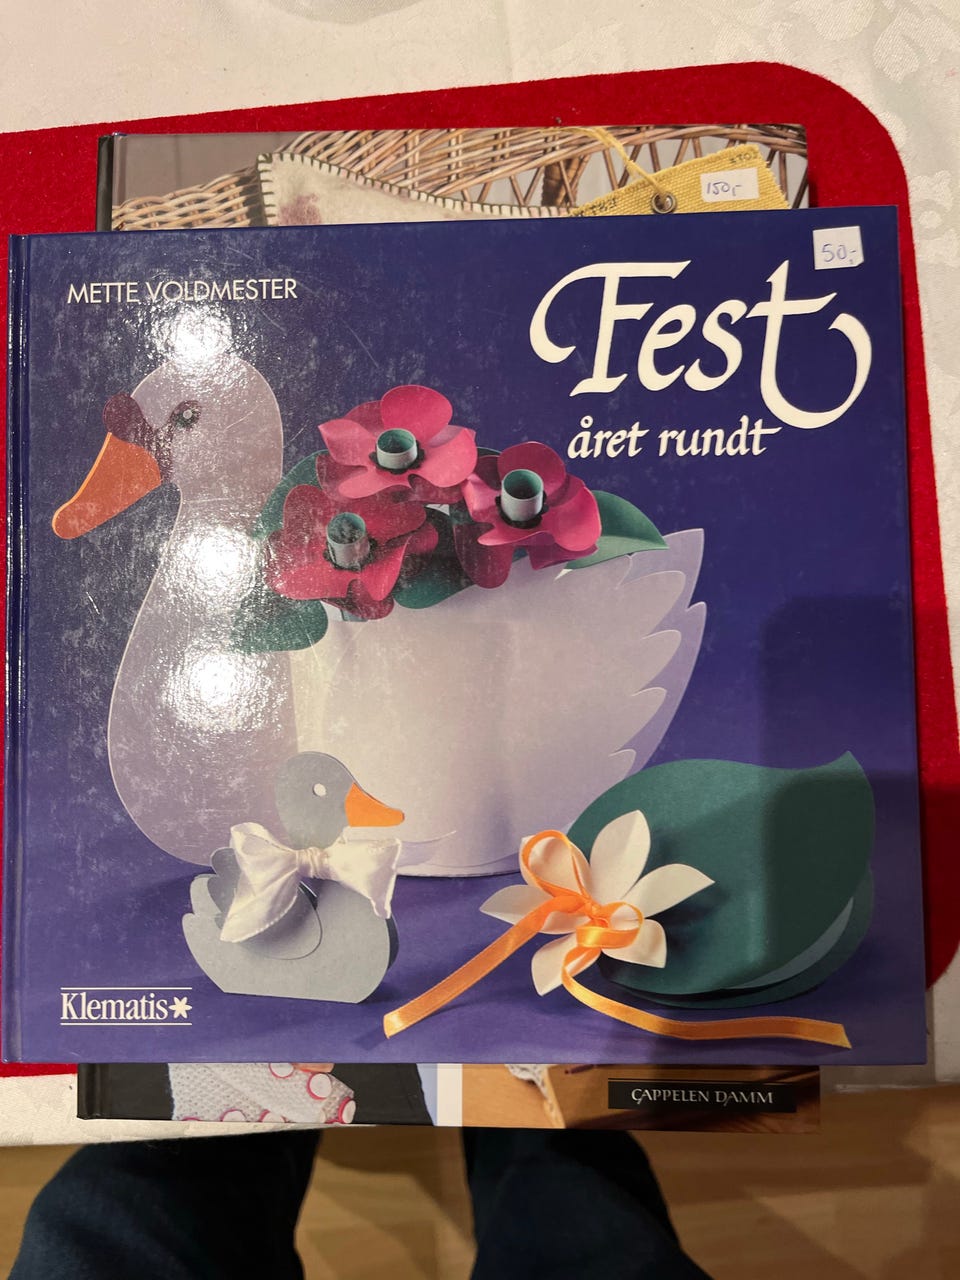 150,-
50,-
METTE VOLDMESTER
Fest
året rundt
Klematis
CAPPELEN DAMM